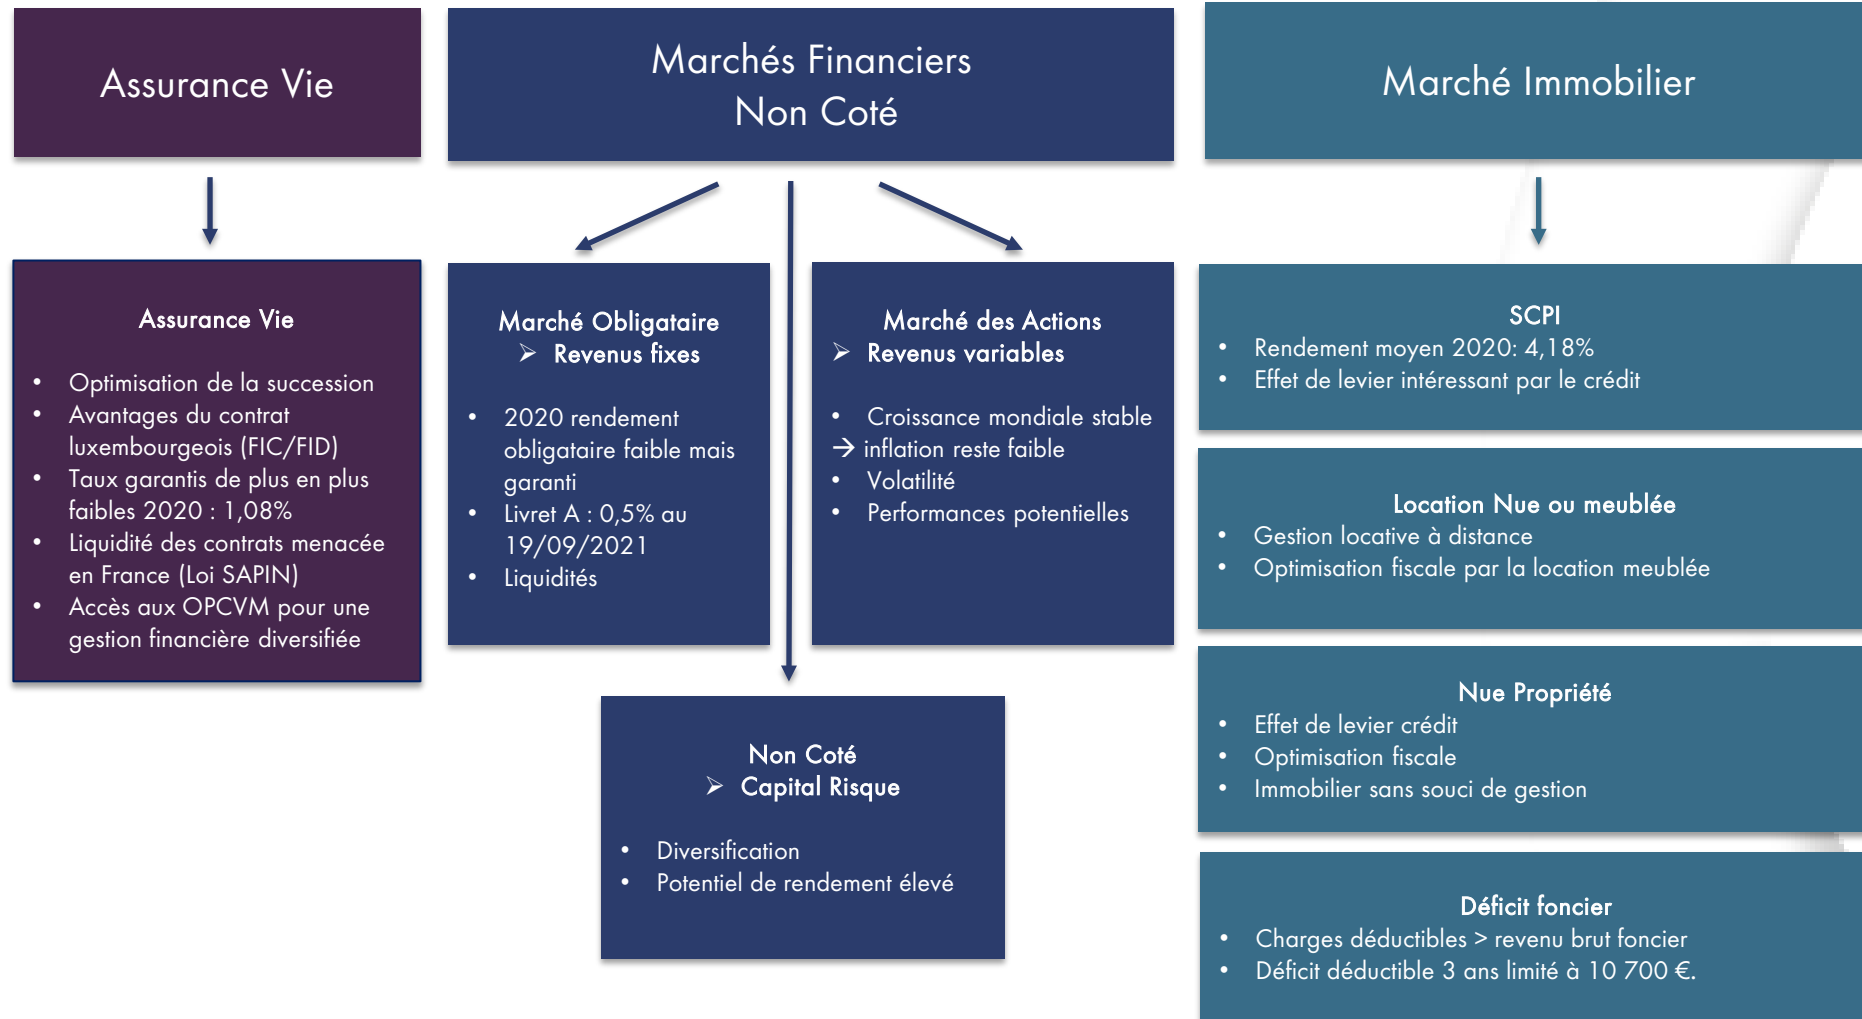 Assurance Vie
Marchés Financiers
Non Coté
Marché Immobilier
Assurance Vie
• Optimisation de la succession
• Avantages du contrat
luxembourgeois (FIC/FID)
• Taux garantis de plus en plus
faibles 2020 : 1,08%
• Liquidité des contrats menacée
en France (Loi SAPIN)
• Accès aux OPCVM pour une
gestion financière diversifiée
Marché Obligataire
➢ Revenus fixes
• 2020 rendement
obligataire faible mais
garanti
• Livret A : 0,5% au
19/09/2021
• Liquidités
Marché des Actions
➢ Revenus variables
• Croissance mondiale stable
→ inflation reste faible
• Volatilité
• Performances potentielles
Non Coté
➢ Capital Risque
• Diversification
• Potentiel de rendement élevé
SCPI
• Rendement moyen 2020: 4,18%
• Effet de levier intéressant par le crédit
Location Nue ou meublée
• Gestion locative à distance
• Optimisation fiscale par la location meublée
Nue Propriété
• Effet de levier crédit
• Optimisation fiscale
• Immobilier sans souci de gestion
Déficit foncier
• Charges déductibles > revenu brut foncier
• Déficit déductible 3 ans limité à 10 700 €.